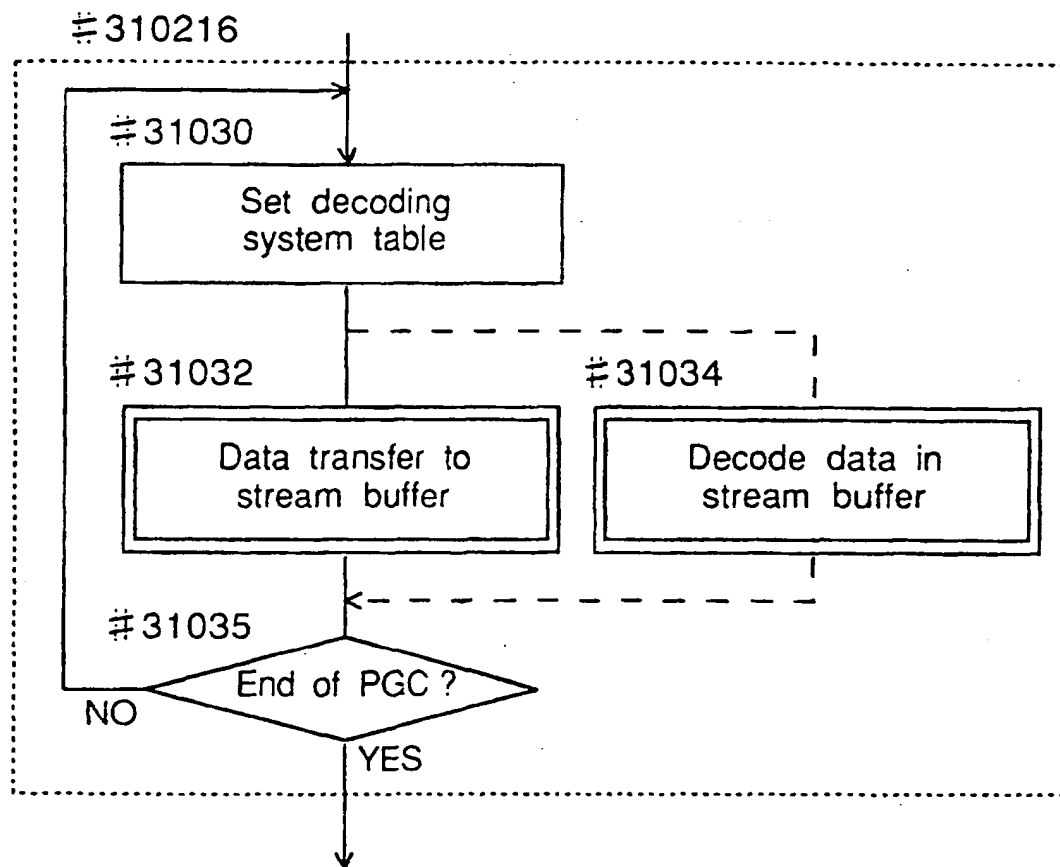 #310216
#31030
Set decoding
system table
#31032
#31034
Data transfer to
stream buffer
Decode data in
stream buffer
#31035
End of PGC?
NO
YES